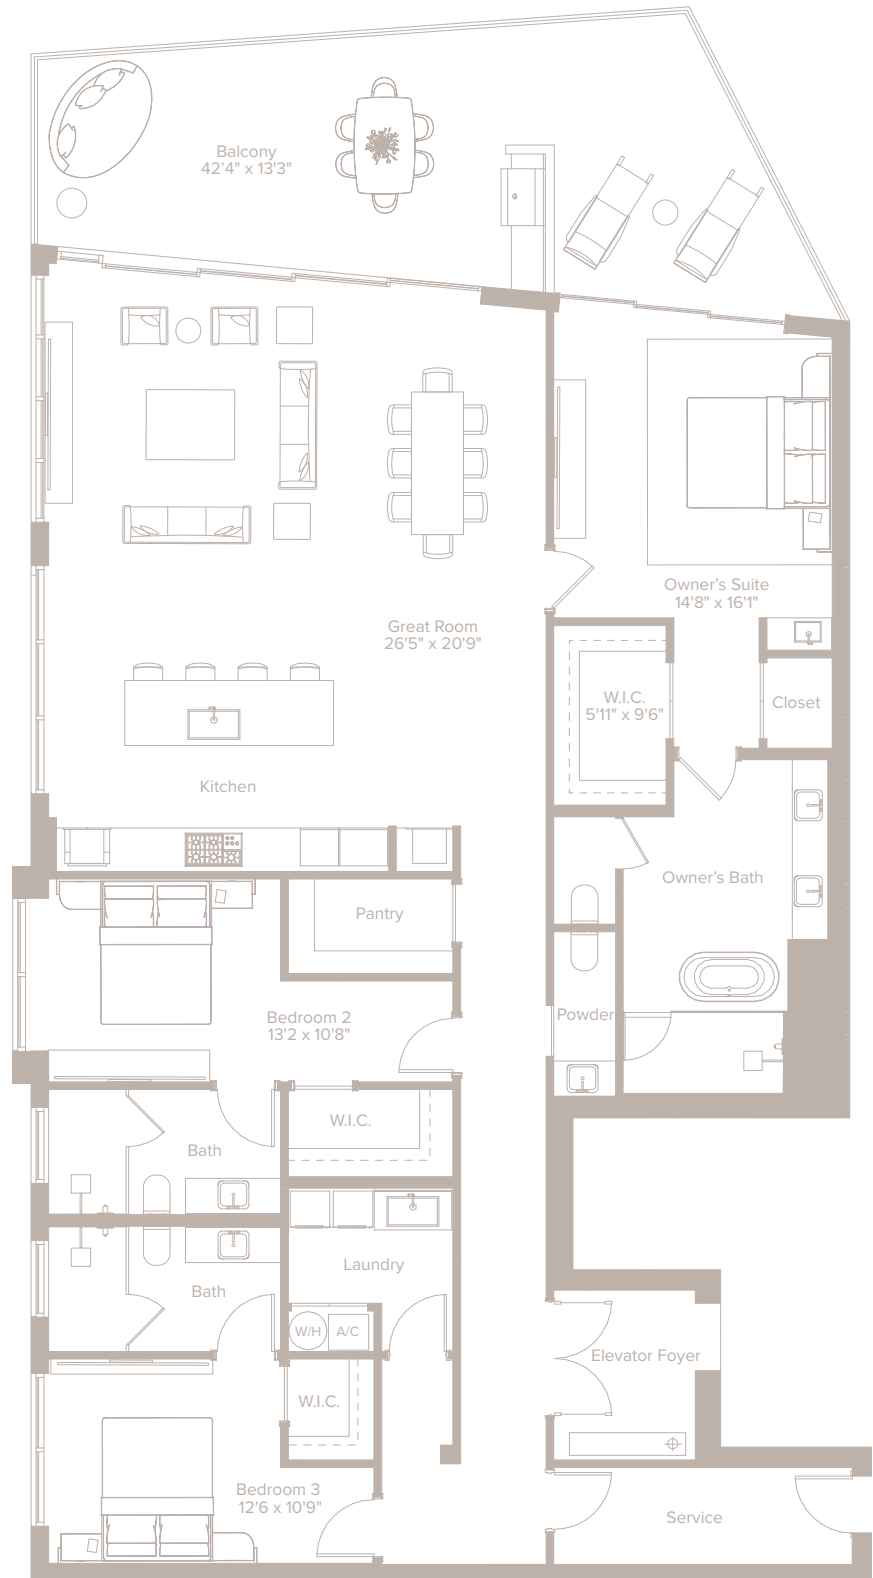 Balcony
42'4" x 13'3"
Owner's Suite
14'8" x 16'1"
Great Room
26'5" x 20'9"
W.I.C.
5'11" x 9'6"
Closet
Kitchen
Owner's Bath
Pantry
Bedroom 2
13'2 x 10'8"
Powder
W.I.C.
Bath
Laundry
Bath
W/H
A/C
Elevator Foyer
W.I.C.
Bedroom 3
12'6 x 10'9"
Service